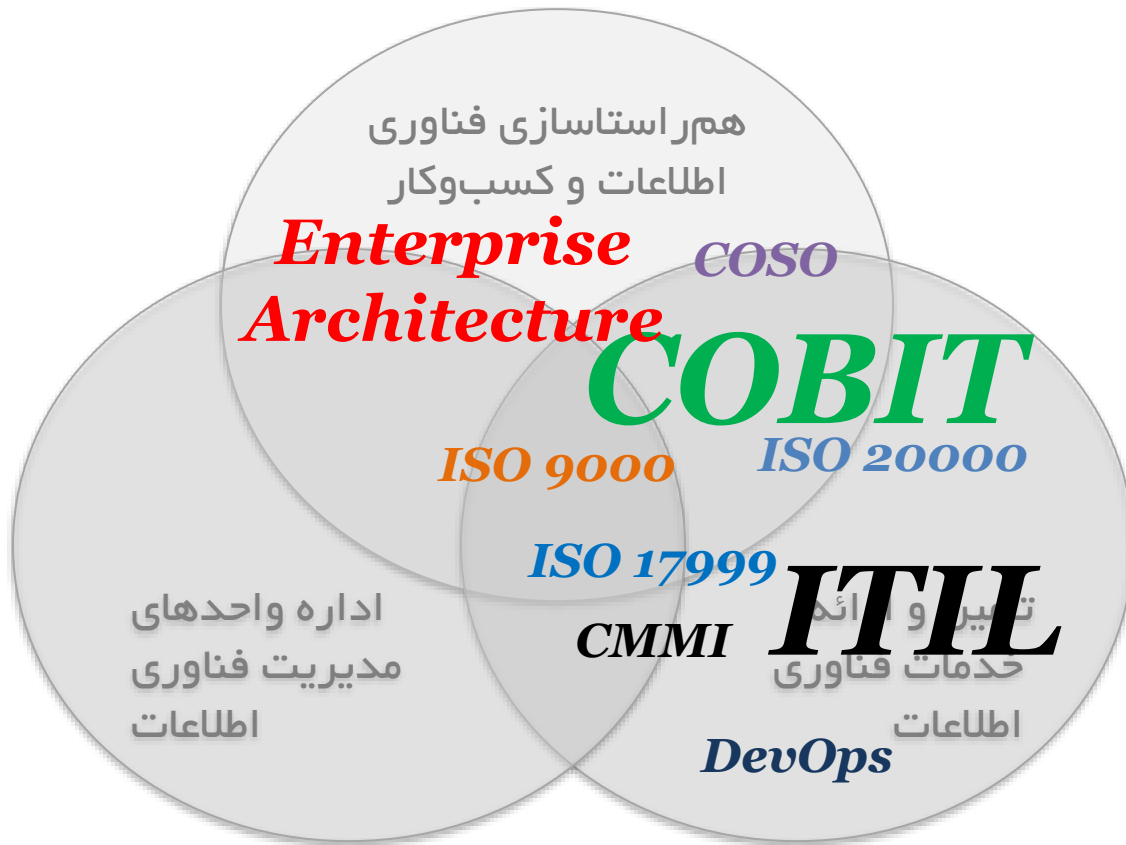 هم‌راستاسازی فناوری
اطلاعات و کسب‌وکار
Enterprise
Architecture
COSO
COBIT
ISO 9000
ISO 20000
ISO 17999
ITIL
CMMI
اداره واحدهای
مدیریت فناوری
اطلاعات
و
خدمات فناوری
اطلاعات
DevOps